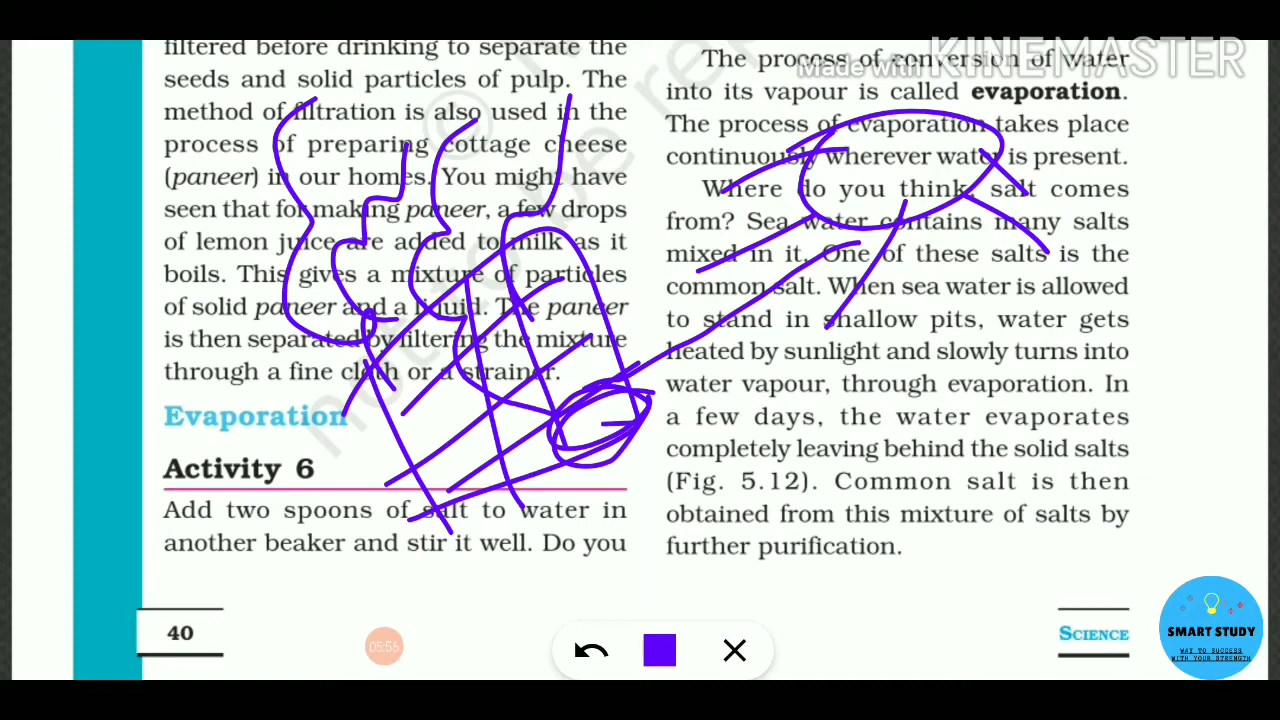 filtered before drinking to separate the
seeds and solid particles of pulp. The
method of filtration is also used in the
process of preparing cottage cheese
(paneer) in our homes. You might have
seen that for making paneer, a few drops
of lemon juice are added to milk as it
boils. This gives a mixture of particles
of solid paneer and a liquid. The paneer
is then separated by filtering the mixture
through a fine cloth or a strainer.
Evaporation
Activity 6
Add two spoons of salt to water in
another beaker and stir it well. Do you
40
The process of conversion of water
into its vapour is called evaporation.
The process of evaporation takes place
continuously wherever water is present.
Where do you think, salt comes
from? Sea water contains many salts
mixed in it. One of these salts is the
common salt. When sea water is allowed
to stand in shallow pits, water gets
heated by sunlight and slowly turns into
water vapour, through evaporation. In
a few days, the water evaporates
completely leaving behind the solid salts
(Fig. 5.12). Common salt is then
obtained from this mixture of salts by
further purification.
SCIENCE
Made with KINEMASTER
05:55
SMART STUDY
WAY TO SUCCESS
WITH YOUR STRENGTH